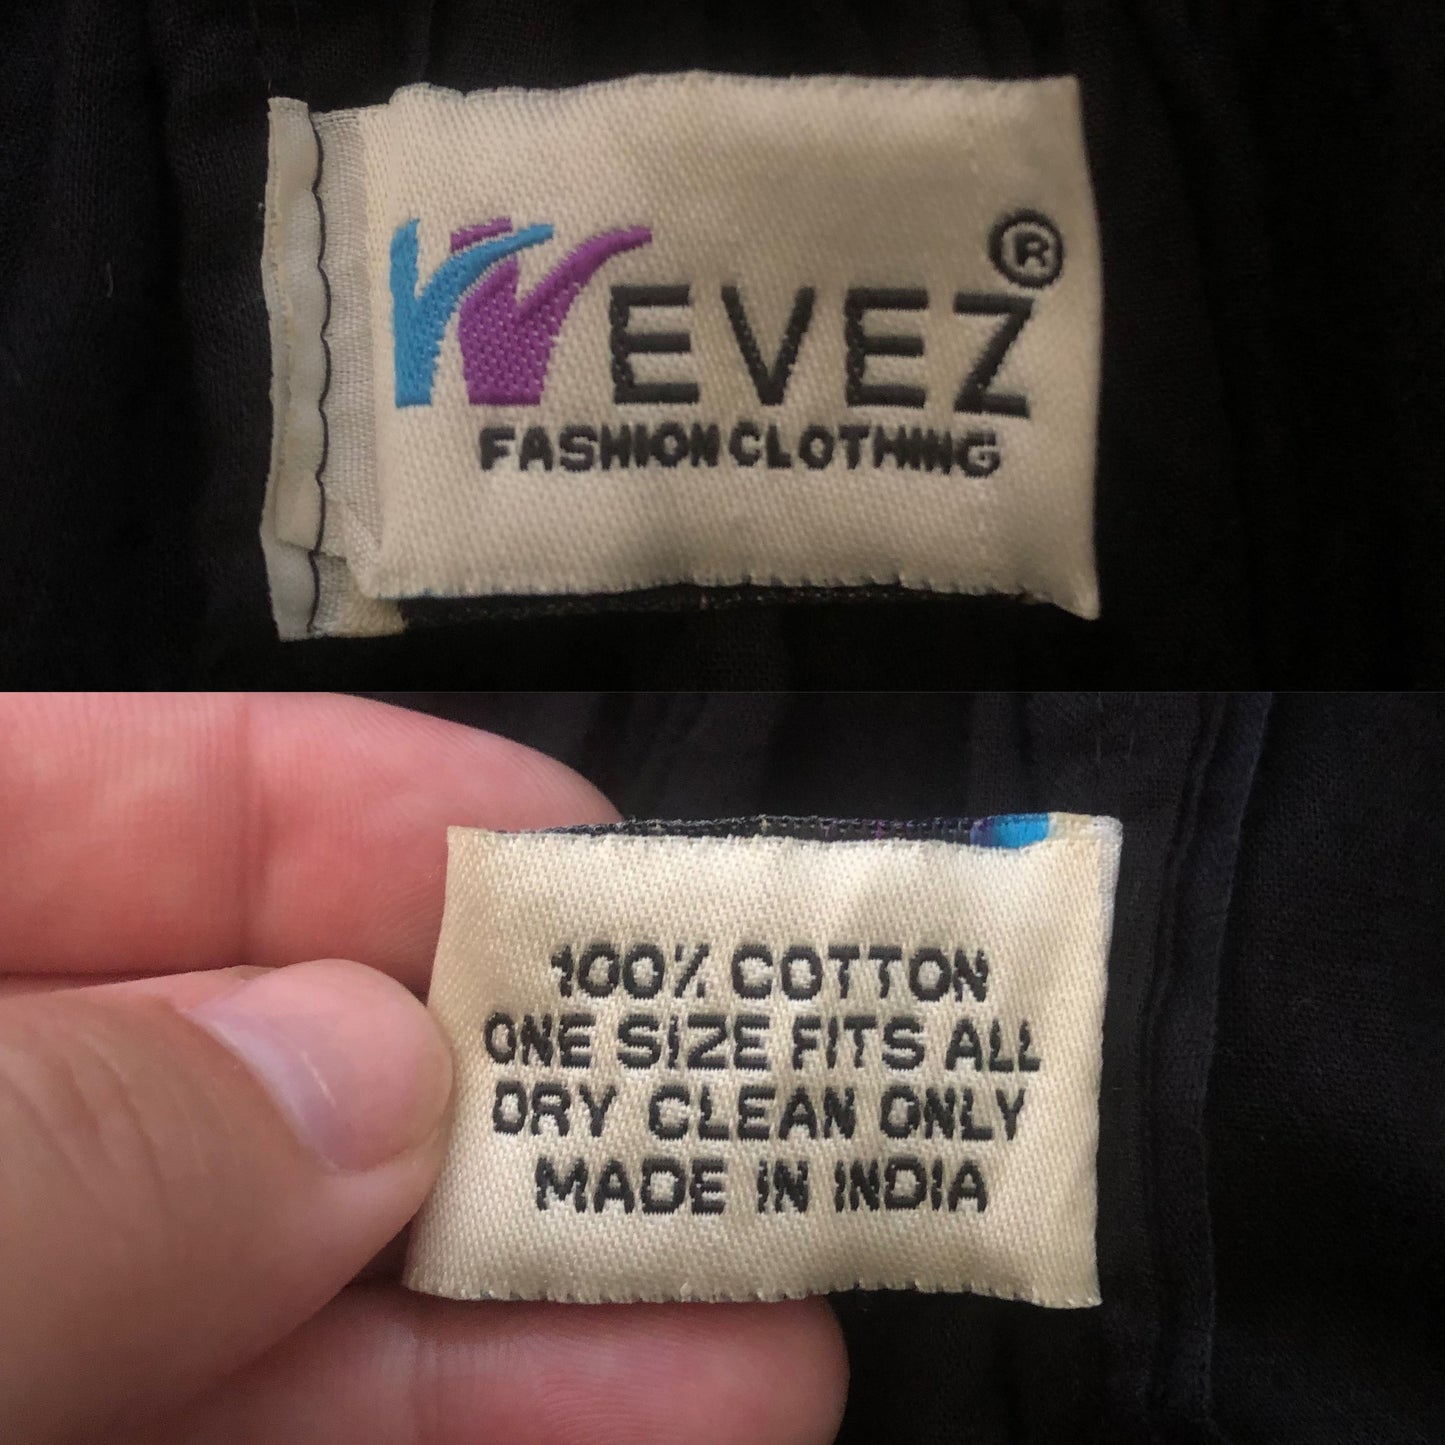 WEVEZ®
FASHION CLOTHING
100% COTTON
ONE SIZE FITS ALL
DRY CLEAN ONLY
MADE IN INDIA